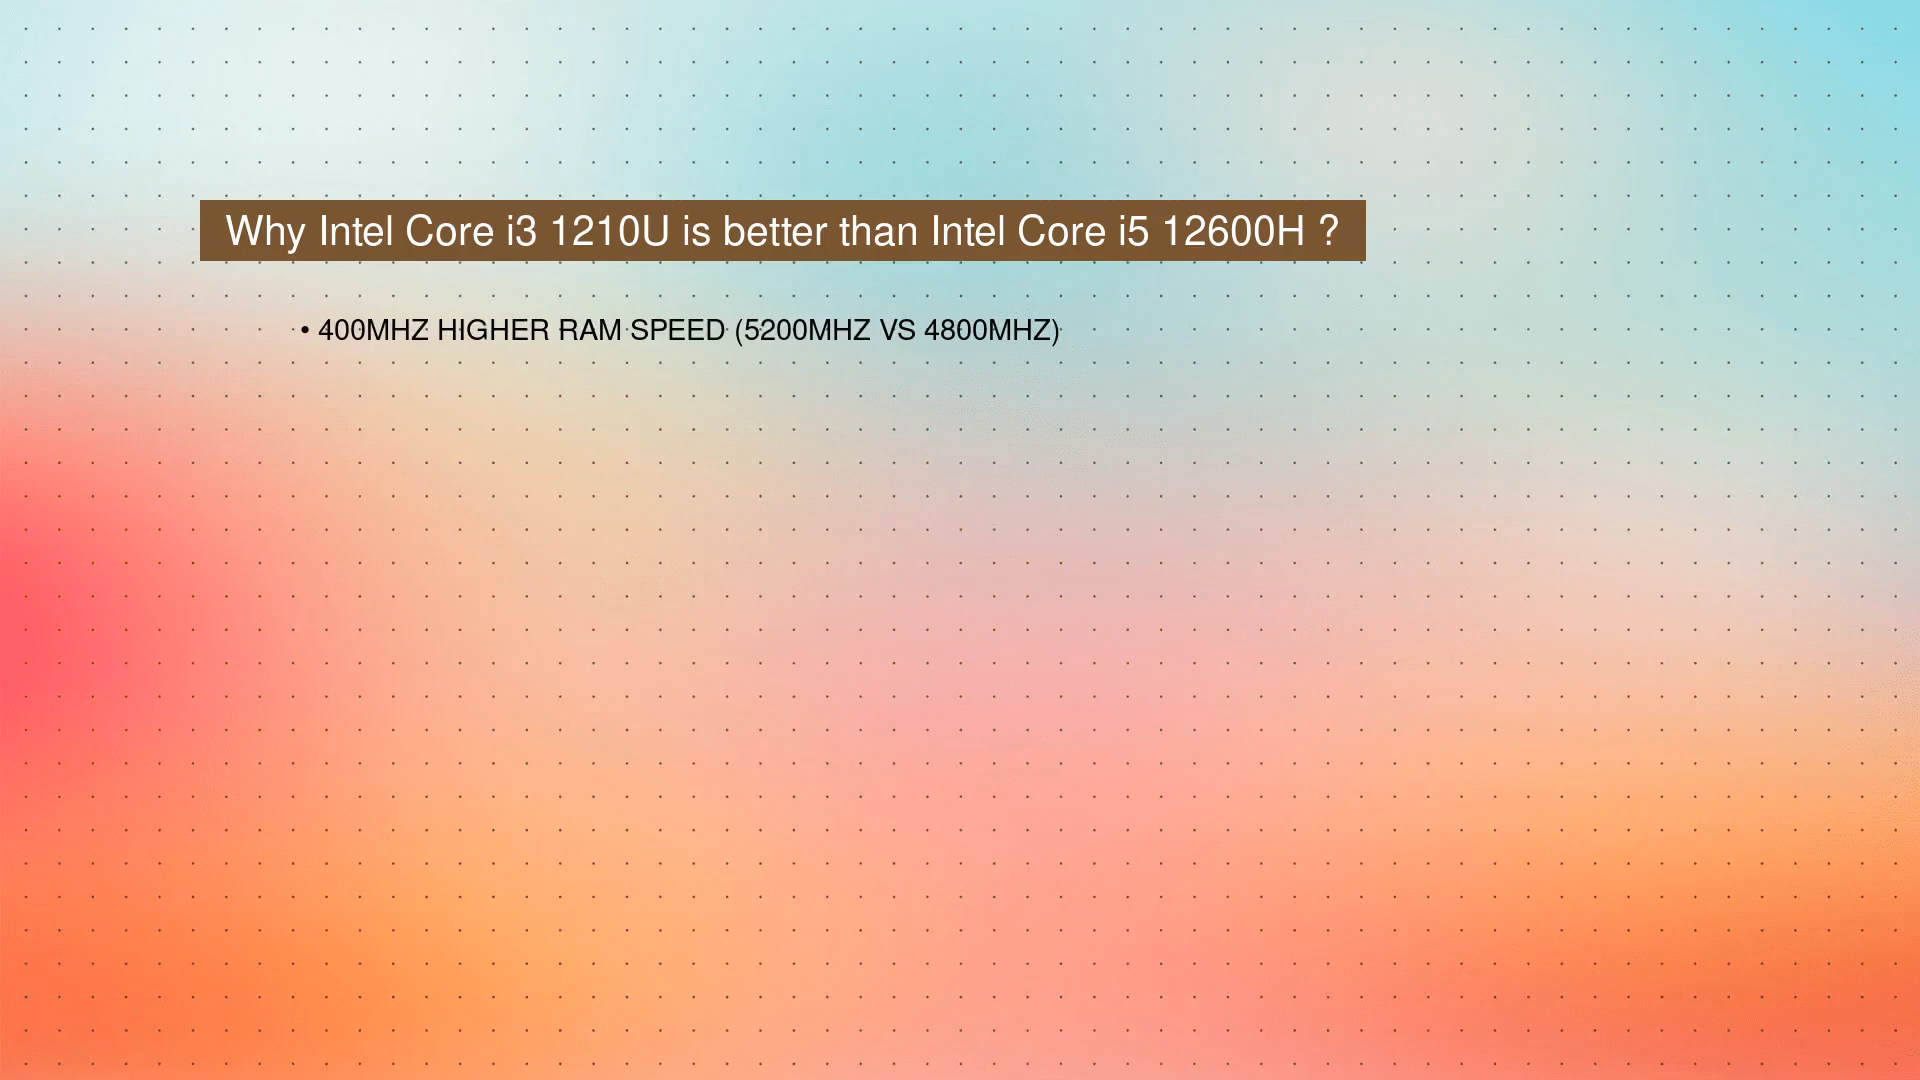 Why Intel Core i3 1210U is better than Intel Core i5 12600H ?
• 400MHZ HIGHER RAM SPEED (5200MHZ VS 4800MHZ)